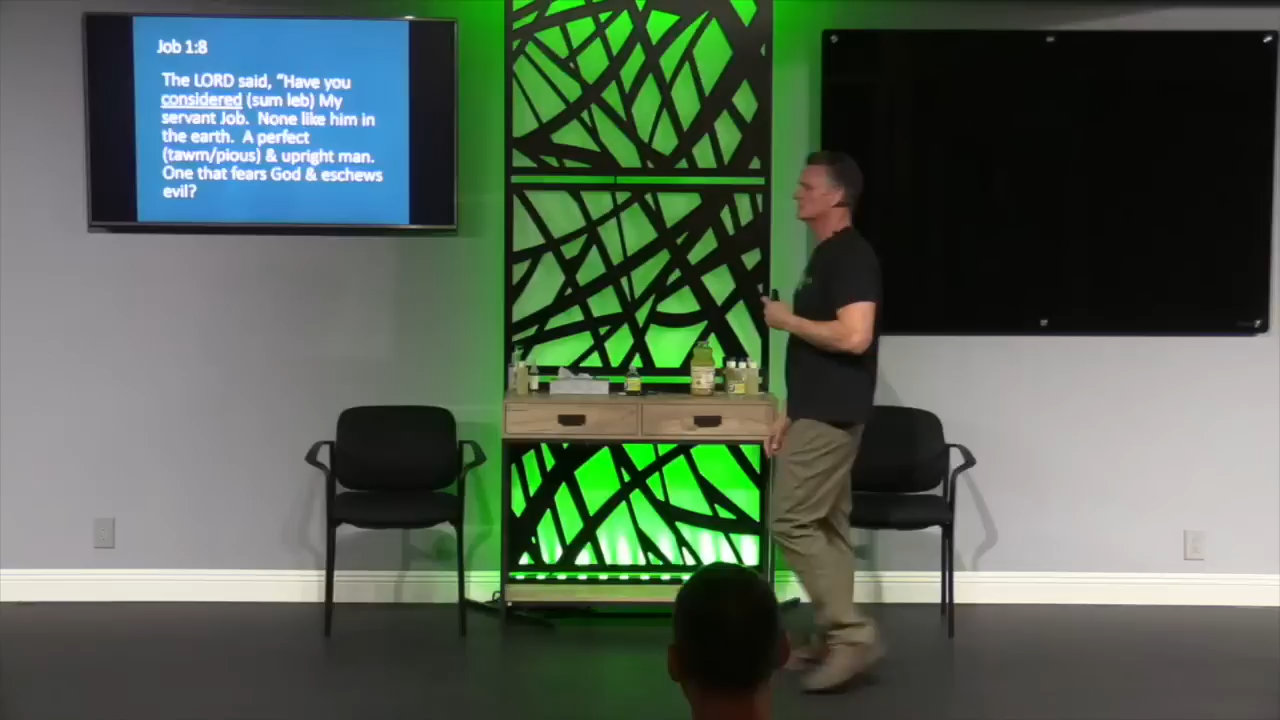 Job 1:8
The LORD said, “Have you
considered (sum leb) My
servant Job.  None like him in
the earth.  A perfect
(tawm/pious) & upright man.
One that fears God & eschews
evil?